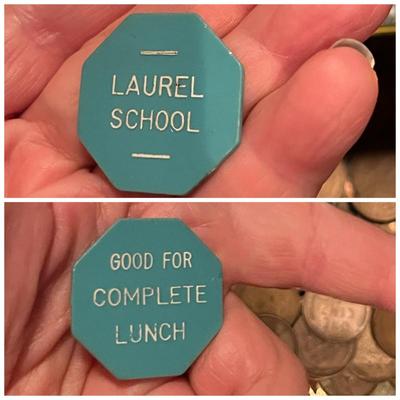 LAUREL
SCHOOL
GOOD FOR
COMPLETE
LUNCH